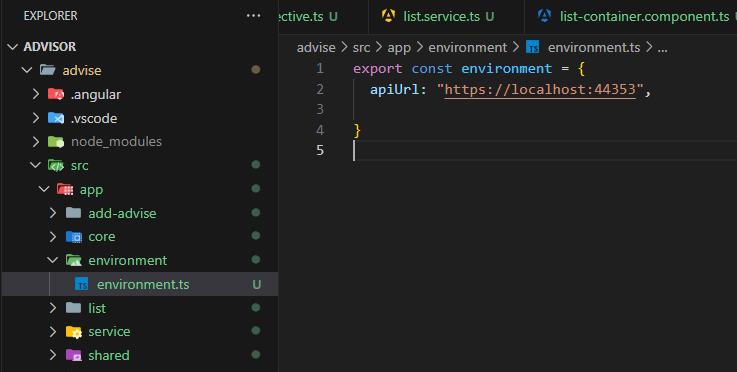 EXPLORER
ADVISOR
advise
.angular
.vscode
node_modules
src
app
add-advise
core
environment
environment.ts U
list
service
shared
ective.ts U
list.service.ts U
list-container.component.ts U
advise > src > app > environment > TS environment.ts > ...
1 export const environment = {
2 apiUrl: "https://localhost:44353",
3
4 }
5